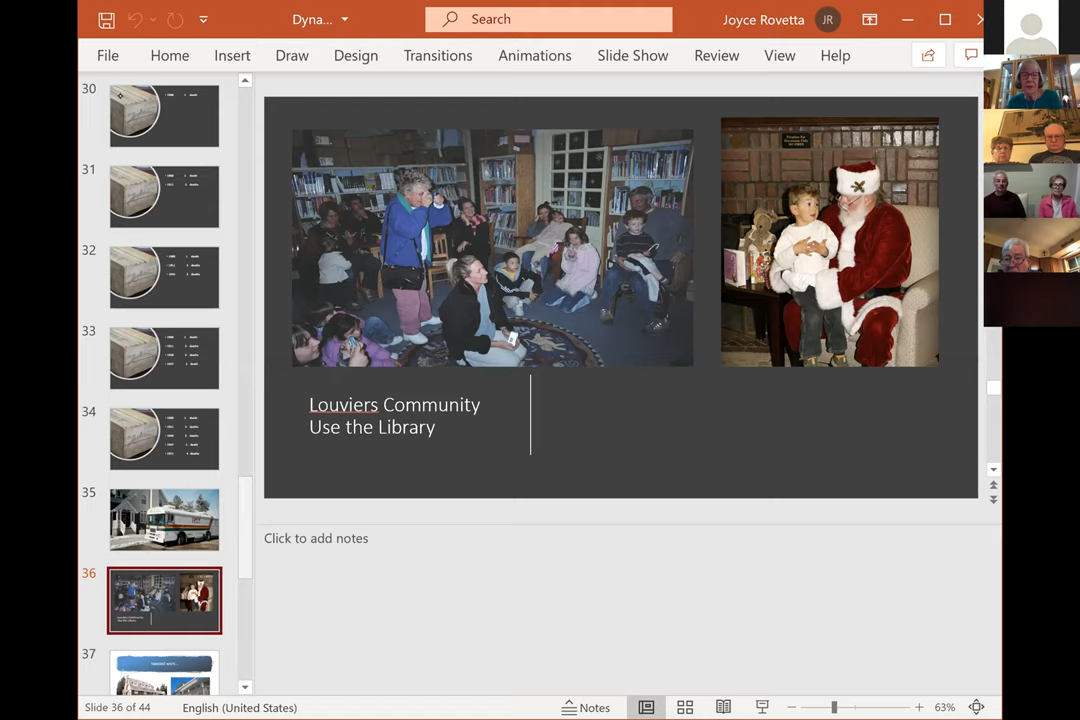 Dyna...
Search
Joyce Rovetta
JR
File Home Insert Draw Design Transitions Animations Slide Show Review View Help
30
31
32
33
34
35
36
37
Louviers Community
Use the Library
Click to add notes
Slide 36 of 44
English (United States)
Notes
63%